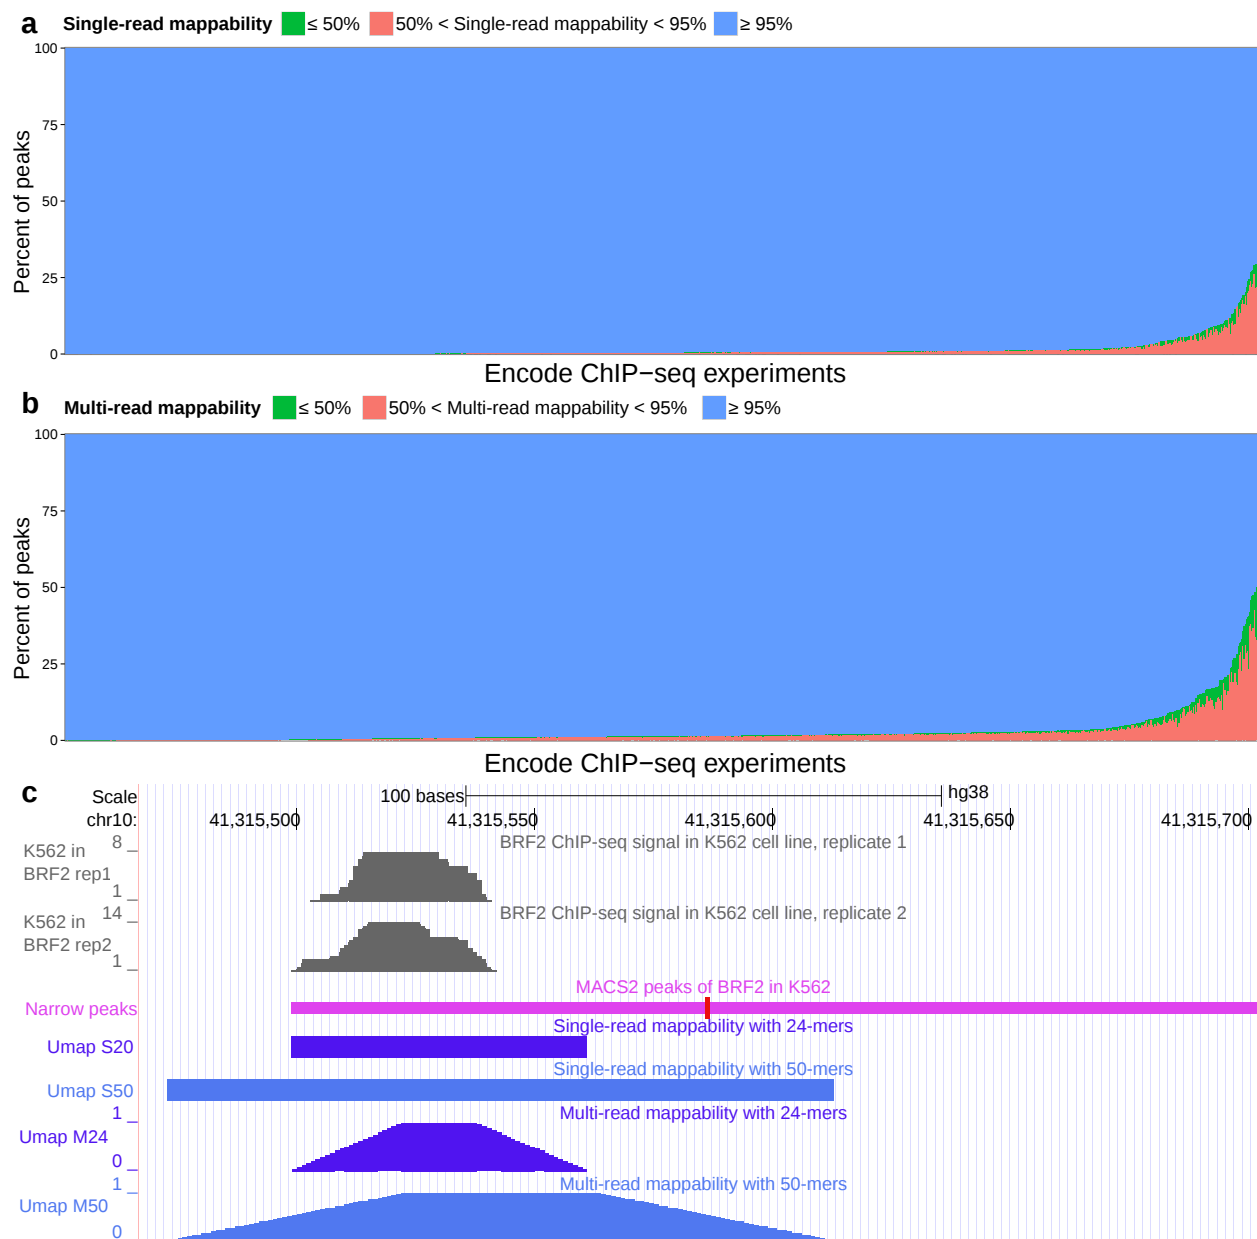 a Single-read mappability ≤ 50% 50% < Single-read mappability < 95% ≥ 95%
100
75
50
25
0
Percent of peaks
Encode ChIP−seq experiments
b Multi-read mappability ≤ 50% 50% < Multi-read mappability < 95% ≥ 95%
100
75
50
25
0
Percent of peaks
Encode ChIP−seq experiments
c
Scale 100 bases hg38
chr10: 41,315,500 41,315,550 41,315,600 41,315,650 41,315,700
BRF2 ChIP-seq signal in K562 cell line, replicate 1
8
K562 in
BRF2 rep1
1
BRF2 ChIP-seq signal in K562 cell line, replicate 2
14
K562 in
BRF2 rep2
1
MACS2 peaks of BRF2 in K562
Narrow peaks
Single-read mappability with 24-mers
Umap S20
Single-read mappability with 50-mers
Umap S50
Multi-read mappability with 24-mers
1
Umap M24
0
Multi-read mappability with 50-mers
1
Umap M50
0